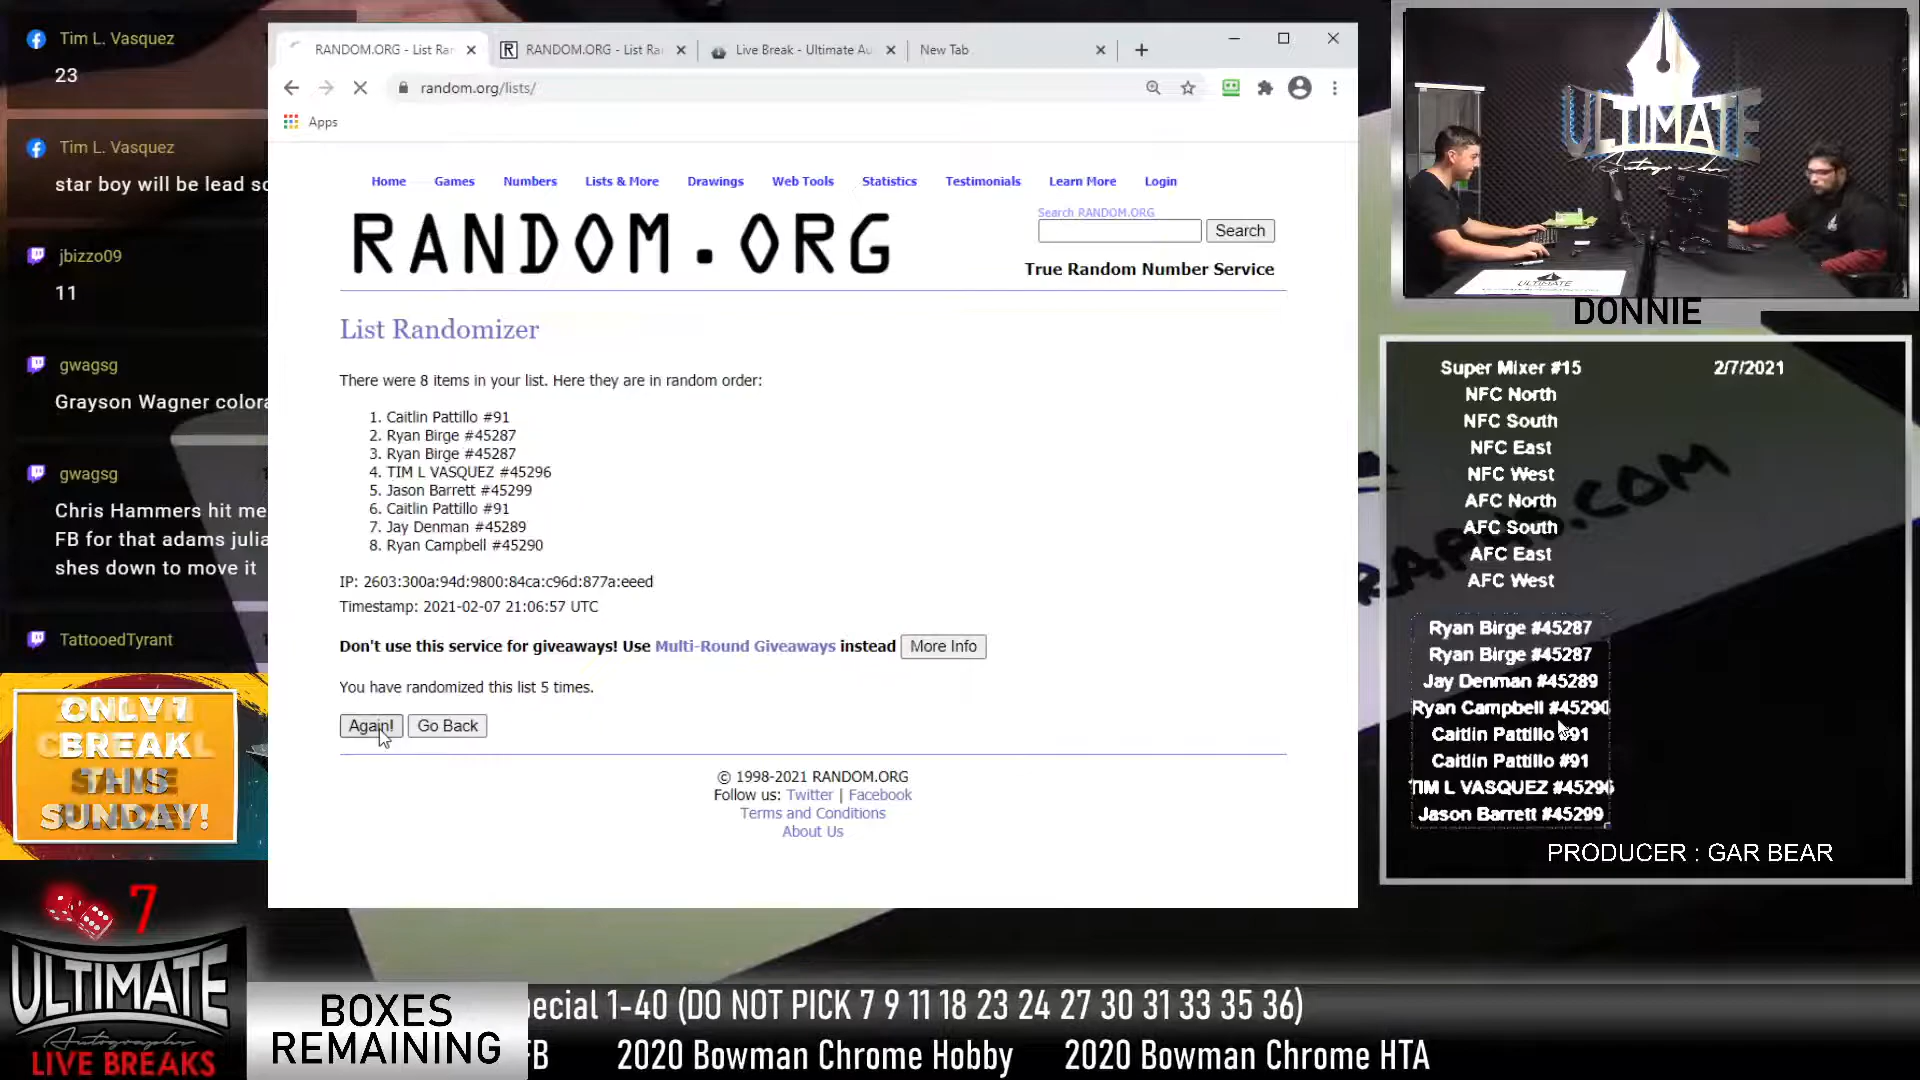 Tim L. Vasquez
23
Tim L. Vasquez
star boy will be lead
jbizzo09
11
gwagsg
Grayson Wagner
gwagsg
Chris Hammers hit me
FB for that adams
shes down to move it
TattooedTyrant
ONLY 1
BREAK
THIS
SUNDAY!
7
ULTIMATE
Autographs
LIVE BREAKS
RANDOM.ORG - List Ra
RANDOM.ORG - List Ra
Live Break - Ultimate Au
New Tab
random.org/lists/
Apps
Home Games Numbers Lists & More Drawings Web Tools Statistics Testimonials Learn More Login
RANDOM.ORG
Search RANDOM.ORG
Search
True Random Number Service
List Randomizer
There were 8 items in your list. Here they are in random order:
1. Caitlin Pattillo #91
2. Ryan Birge #45287
3. Ryan Birge #45287
4. TIM L VASQUEZ #45296
5. Jason Barrett #45299
6. Caitlin Pattillo #91
7. Jay Denman #45289
8. Ryan Campbell #45290
IP: 2603:300a:94d:9800:84ca:c96d:877a:eeed
Timestamp: 2021-02-07 21:06:57 UTC
Don't use this service for giveaways! Use Multi-Round Giveaways instead More Info
You have randomized this list 5 times.
Again! Go Back
© 1998-2021 RANDOM.ORG
Follow us: Twitter | Facebook
Terms and Conditions
About Us
ULTIMATE
Autographs
ULTIMATE
DONNIE
Super Mixer #15 2/7/2021
NFC North
NFC South
NFC East
NFC West
AFC North
AFC South
AFC East
AFC West
Ryan Birge #45287
Ryan Birge #45287
Jay Denman #45289
Ryan Campbell #45290
Caitlin Pattillo #91
Caitlin Pattillo #91
TIM L VASQUEZ #45296
Jason Barrett #45299
PRODUCER : GAR BEAR
BOXES
REMAINING
pecial 1-40 (DO NOT PICK 7 9 11 18 23 24 27 30 31 33 35 36)
FB 2020 Bowman Chrome Hobby 2020 Bowman Chrome HTA